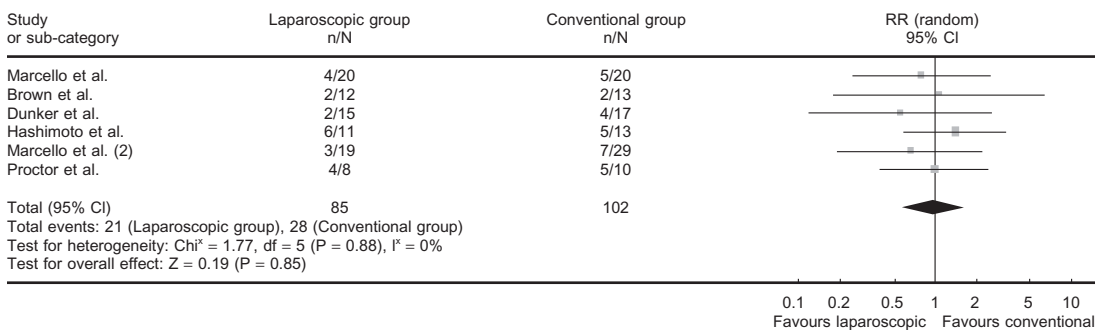 Study Laparoscopic group Conventional group RR (random)
or sub-category n/N n/N 95% CI
Marcello et al. 4/20 5/20
Brown et al. 2/12 2/13
Dunker et al. 2/15 4/17
Hashimoto et al. 6/11 5/13
Marcello et al. (2) 3/19 7/29
Proctor et al. 4/8 5/10
Total (95% CI) 85 102
Total events: 21 (Laparoscopic group), 28 (Conventional group)
Test for heterogeneity: Chiˣ = 1.77, df = 5 (P = 0.88), Iˣ = 0%
Test for overall effect: Z = 0.19 (P = 0.85)
0.1 0.2 0.5 1 2 5 10
Favours laparoscopic Favours conventional